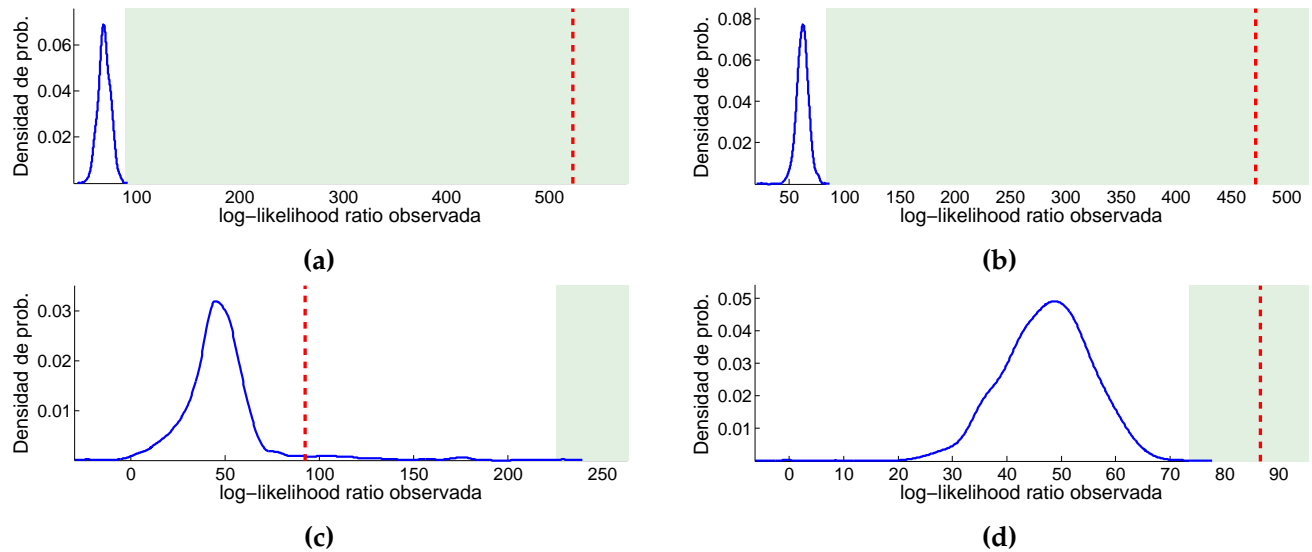 Densidad de prob.
0.06
0.04
0.02
100 200 300 400 500
log−likelihood ratio observada
(a)
Densidad de prob.
0.08
0.06
0.04
0.02
50 100 150 200 250 300 350 400 450 500
log−likelihood ratio observada
(b)
Densidad de prob.
0.03
0.02
0.01
0 50 100 150 200 250
log−likelihood ratio observada
(c)
Densidad de prob.
0.05
0.04
0.03
0.02
0.01
0 10 20 30 40 50 60 70 80 90
log−likelihood ratio observada
(d)